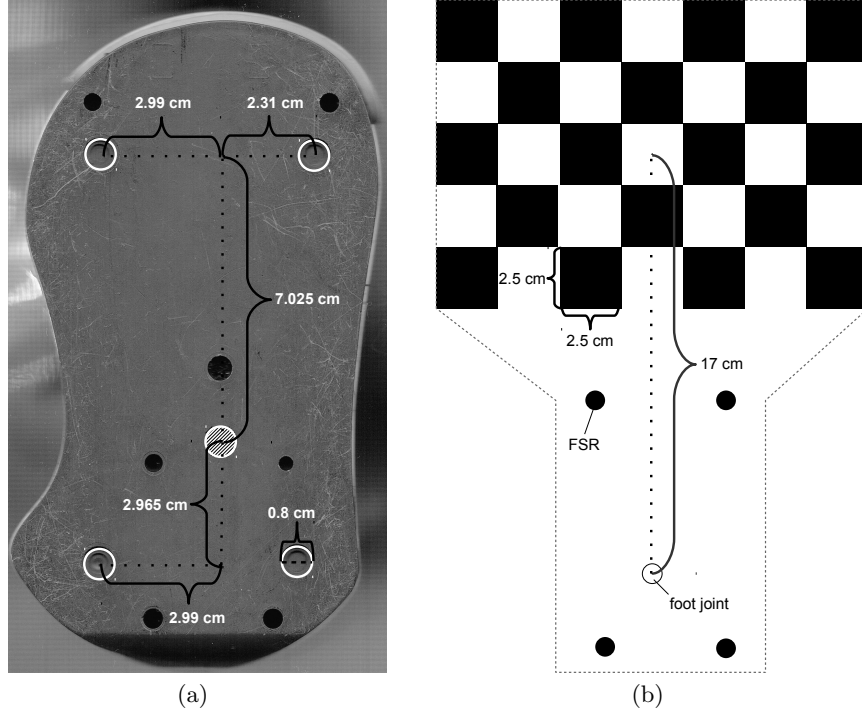 2.99 cm
2.31 cm
7.025 cm
2.965 cm
0.8 cm
2.99 cm
(a)
2.5 cm
2.5 cm
17 cm
FSR
foot joint
(b)